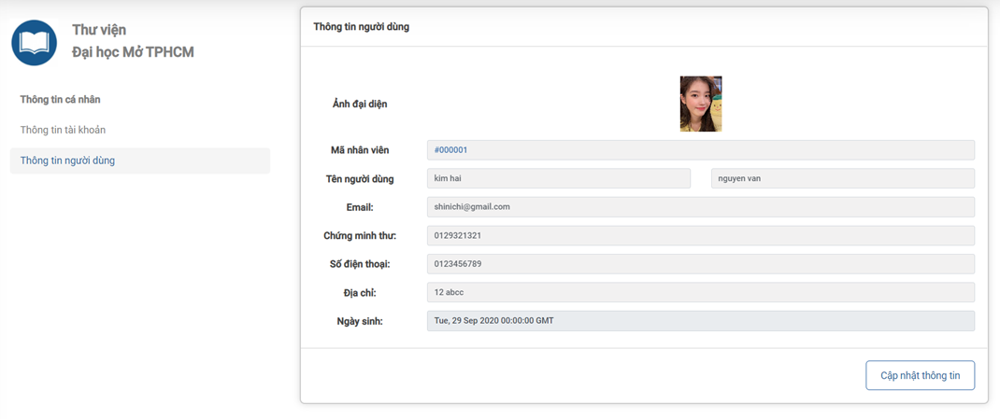 Thư viện
Đại học Mở TPHCM
Thông tin cá nhân
Thông tin tài khoản
Thông tin người dùng
Thông tin người dùng
Ảnh đại diện
Mã nhân viên #000001
Tên người dùng kim hai nguyen van
Email: shinichi@gmail.com
Chứng minh thư: 0129321321
Số điện thoại: 0123456789
Địa chỉ: 12 abcc
Ngày sinh: Tue, 29 Sep 2020 00:00:00 GMT
Cập nhật thông tin